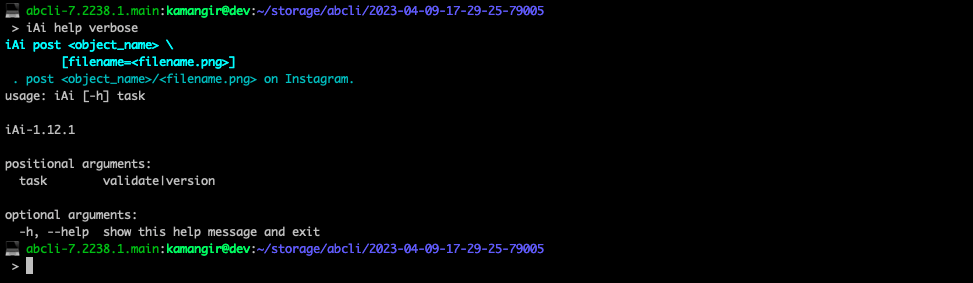 abcli-7.2238.1.main:kamangir@dev:~/storage/abcli/2023-04-09-17-29-25-79005
> iAi help verbose
iAi post <object_name> \
[filename=<filename.png>]
. post <object_name>/<filename.png> on Instagram.
usage: iAi [-h] task
iAi-1.12.1
positional arguments:
task validate|version
optional arguments:
-h, --help show this help message and exit
abcli-7.2238.1.main:kamangir@dev:~/storage/abcli/2023-04-09-17-29-25-79005
>